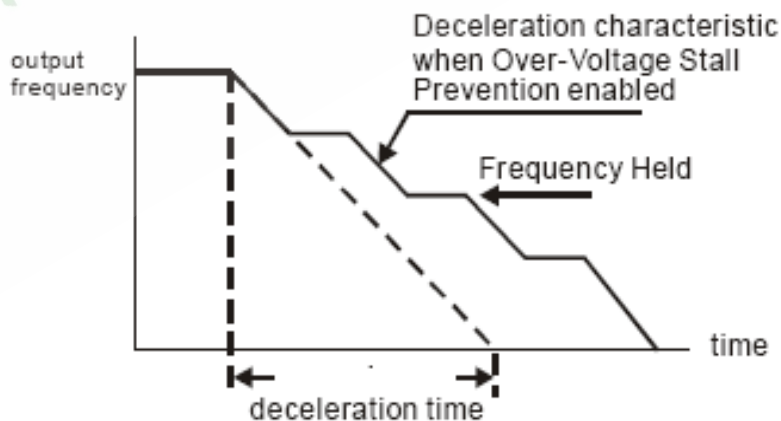 Deceleration characteristic
when Over-Voltage Stall
Prevention enabled
output
frequency
Frequency Held
time
deceleration time